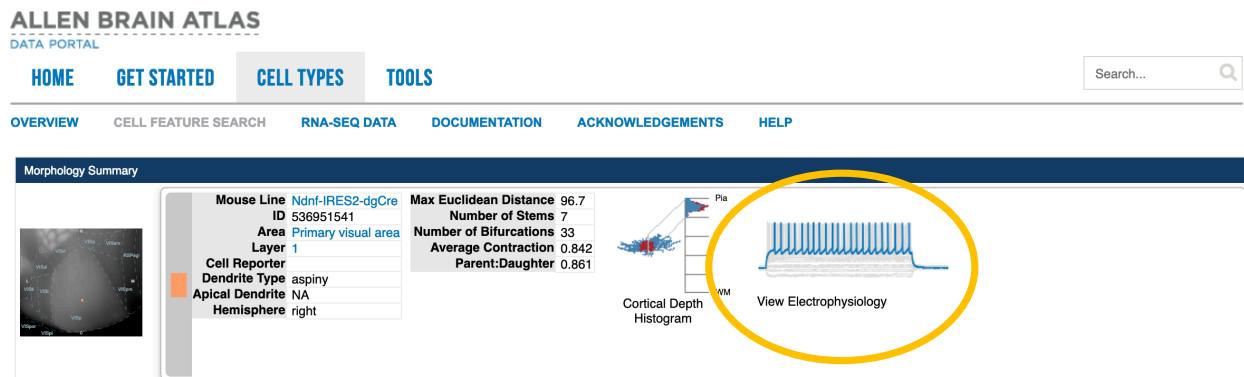 ALLEN BRAIN ATLAS
DATA PORTAL
HOME GET STARTED CELL TYPES TOOLS Search...
OVERVIEW CELL FEATURE SEARCH RNA-SEQ DATA DOCUMENTATION ACKNOWLEDGEMENTS HELP
Morphology Summary
Mouse Line Ndnf-IRES2-dgCre
ID 536951541
Area Primary visual area
Layer 1
Cell Reporter
Dendrite Type aspiny
Apical Dendrite NA
Hemisphere right
Max Euclidean Distance 96.7
Number of Stems 7
Number of Bifurcations 33
Average Contraction 0.842
Parent:Daughter 0.861
Pia
WM
Cortical Depth
Histogram
View Electrophysiology